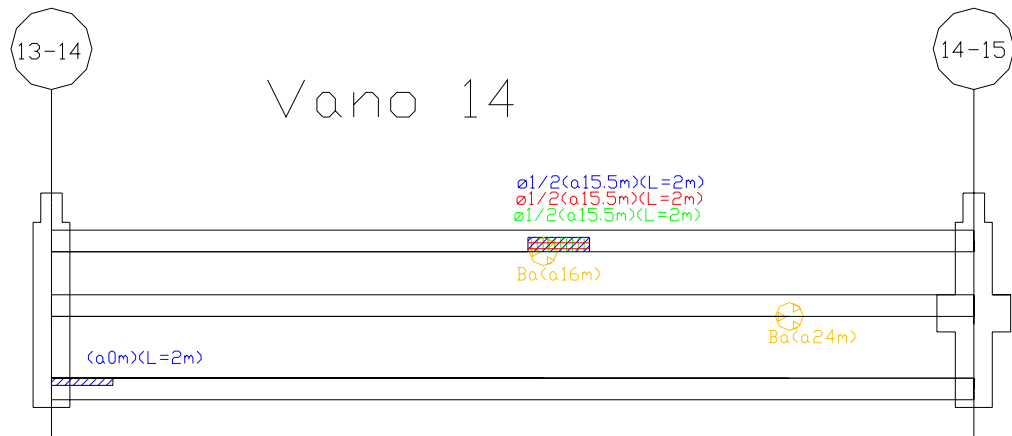 13-14
14-15
Vano 14
ø1/2(a15.5m)(L=2m)
ø1/2(a15.5m)(L=2m)
ø1/2(a15.5m)(L=2m)
Ba(a16m)
Ba(a24m)
(a0m)(L=2m)